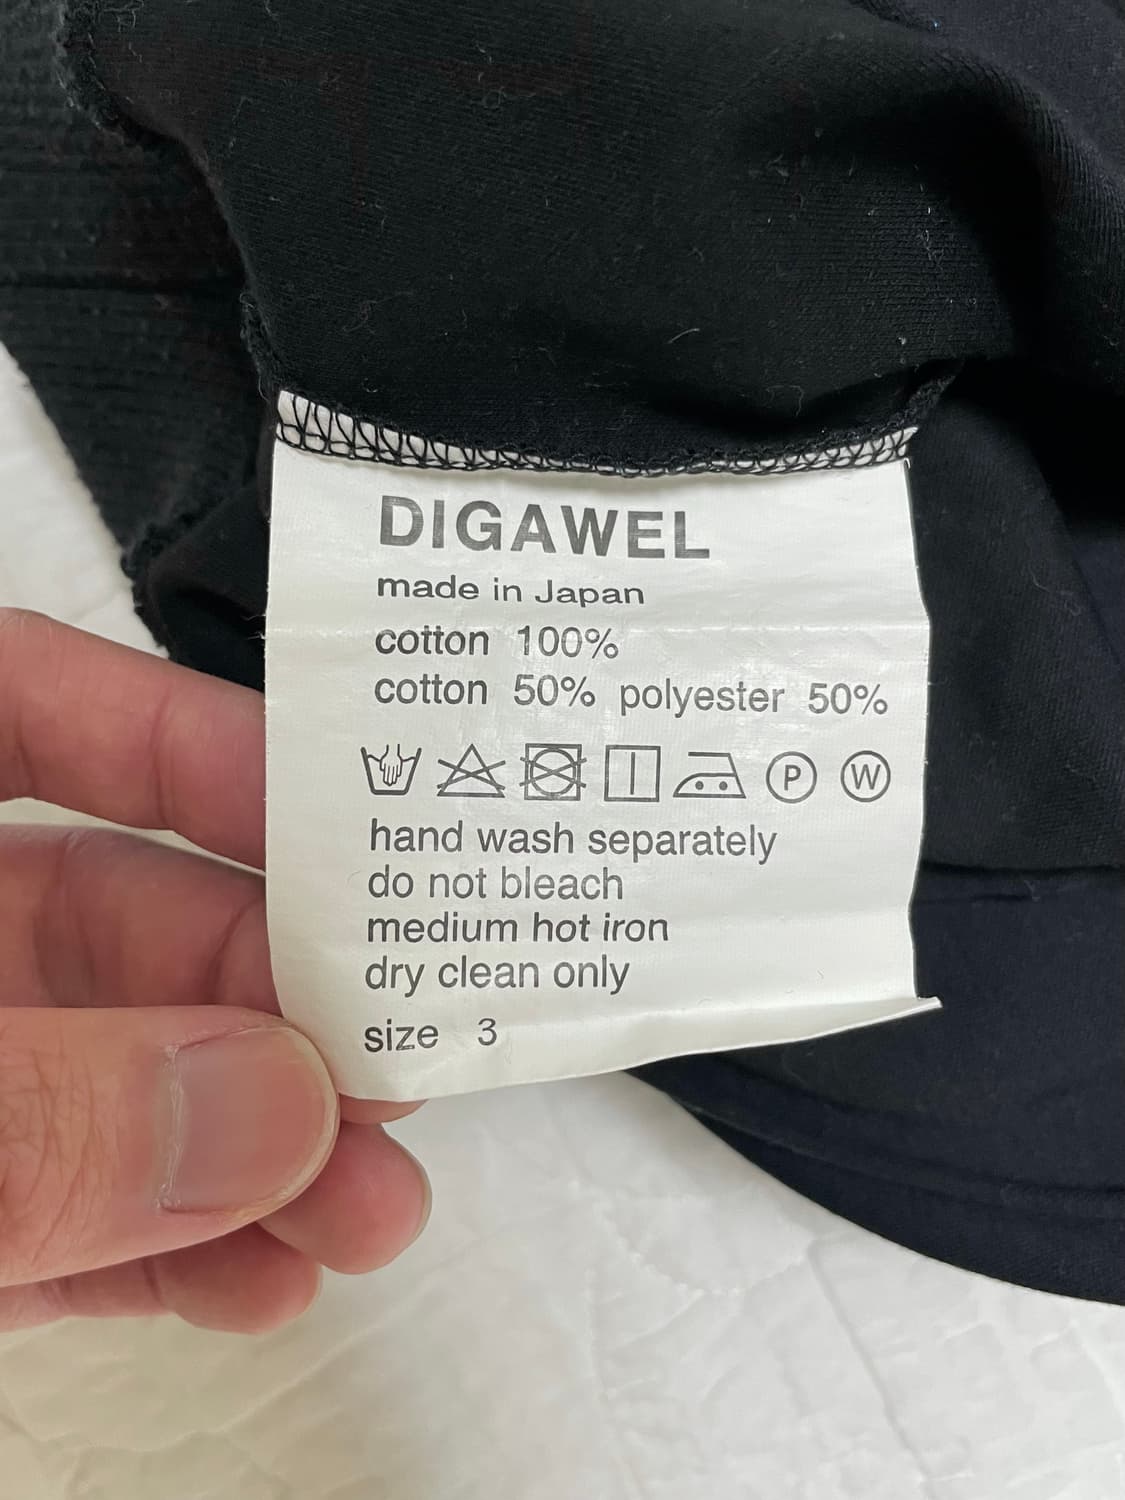 DIGAWEL
made in Japan
cotton 100%
cotton 50% polyester 50%
P W
hand wash separately
do not bleach
medium hot iron
dry clean only
size 3